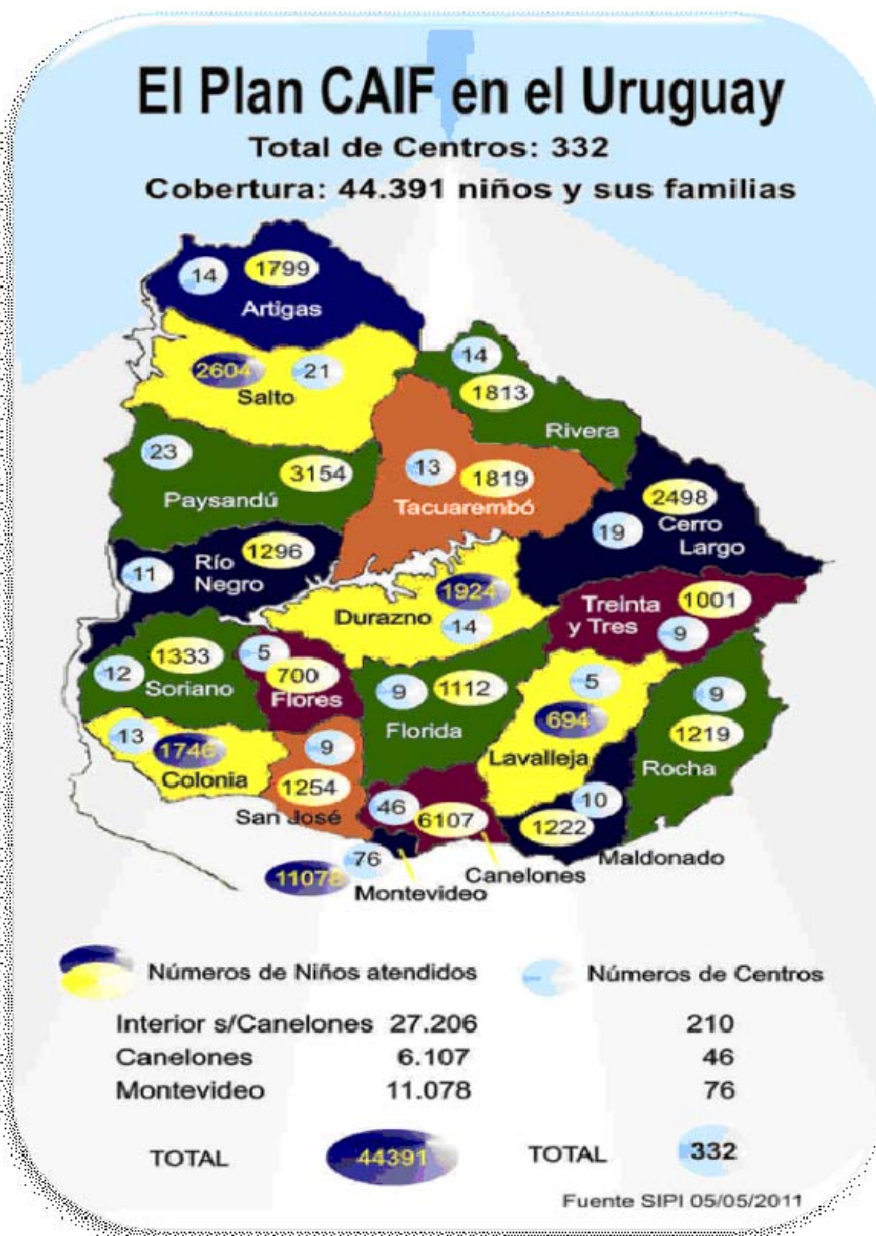 El Plan CAIF en el Uruguay
Total de Centros: 332
Cobertura: 44.391 niños y sus familias
14 1799
Artigas
2604 21
Salto
14
1813
Rivera
23
3154
Paysandú
13 1819
Tacuarembó
2498
19 Cerro
Largo
11 Río 1296
Negro
1924
Durazno
14
Treinta 1001
y Tres
9
12 1333
Soriano
5
700
Flores
9 1112
Florida
5
694
Lavalleja
9
1219
Rocha
13 1746
Colonia
9
1254
San José
46 6107
Canelones
10
1222
Maldonado
76
11078
Montevideo
Números de Niños atendidos Números de Centros
Interior s/Canelones 27.206 210
Canelones 6.107 46
Montevideo 11.078 76
TOTAL 44391 TOTAL 332
Fuente SIPI 05/05/2011